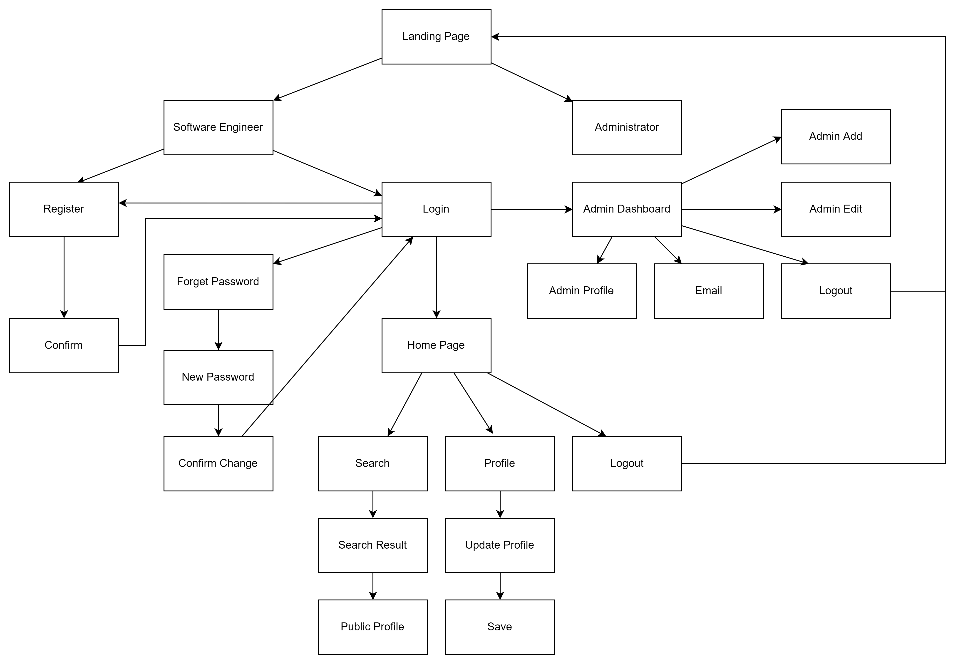 Landing Page
Software Engineer
Administrator
Admin Add
Register
Login
Admin Dashboard
Admin Edit
Forget Password
Admin Profile
Email
Logout
Confirm
Home Page
New Password
Confirm Change
Search
Profile
Logout
Search Result
Update Profile
Public Profile
Save